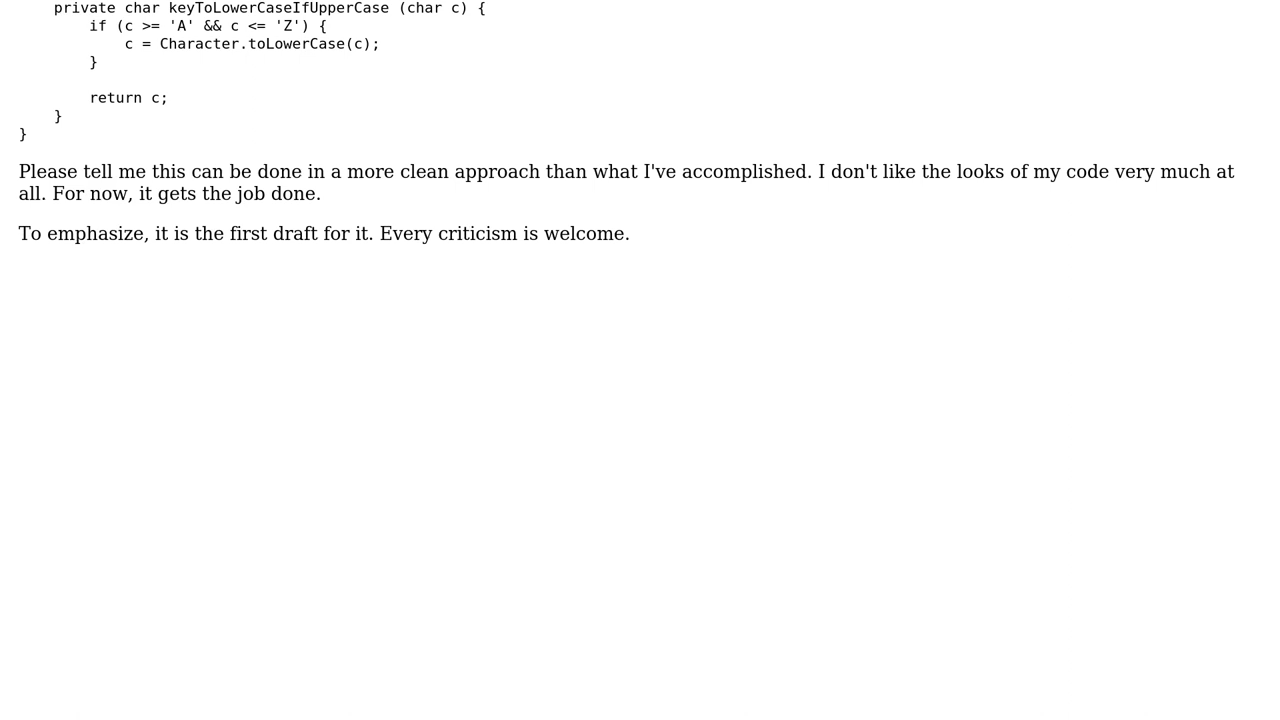 private char keyToLowerCaseIfUpperCase (char c) {
        if (c >= 'A' && c <= 'Z') {
            c = Character.toLowerCase(c);
        }

        return c;
    }
}
Please tell me this can be done in a more clean approach than what I've accomplished. I don't like the looks of my code very much at
all. For now, it gets the job done.
To emphasize, it is the first draft for it. Every criticism is welcome.